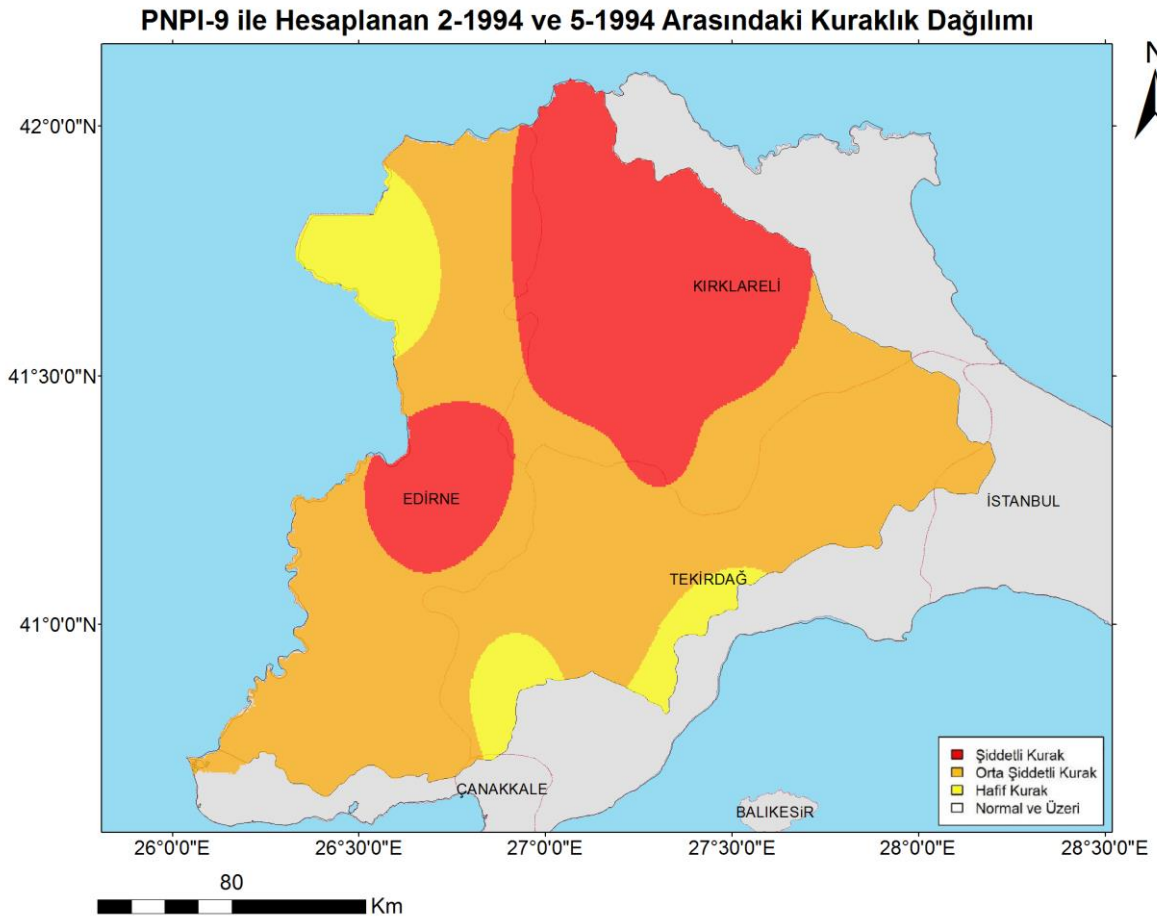 PNPI-9 ile Hesaplanan 2-1994 ve 5-1994 Arasındaki Kuraklık Dağılımı
N
42°0'0"N
KIRKLARELİ
41°30'0"N
EDİRNE
İSTANBUL
TEKİRDAĞ
41°0'0"N
Şiddetli Kurak
Orta Şiddetli Kurak
Hafif Kurak
Normal ve Üzeri
ÇANAKKALE
BALIKESİR
26°0'0"E 26°30'0"E 27°0'0"E 27°30'0"E 28°0'0"E 28°30'0"E
80
Km